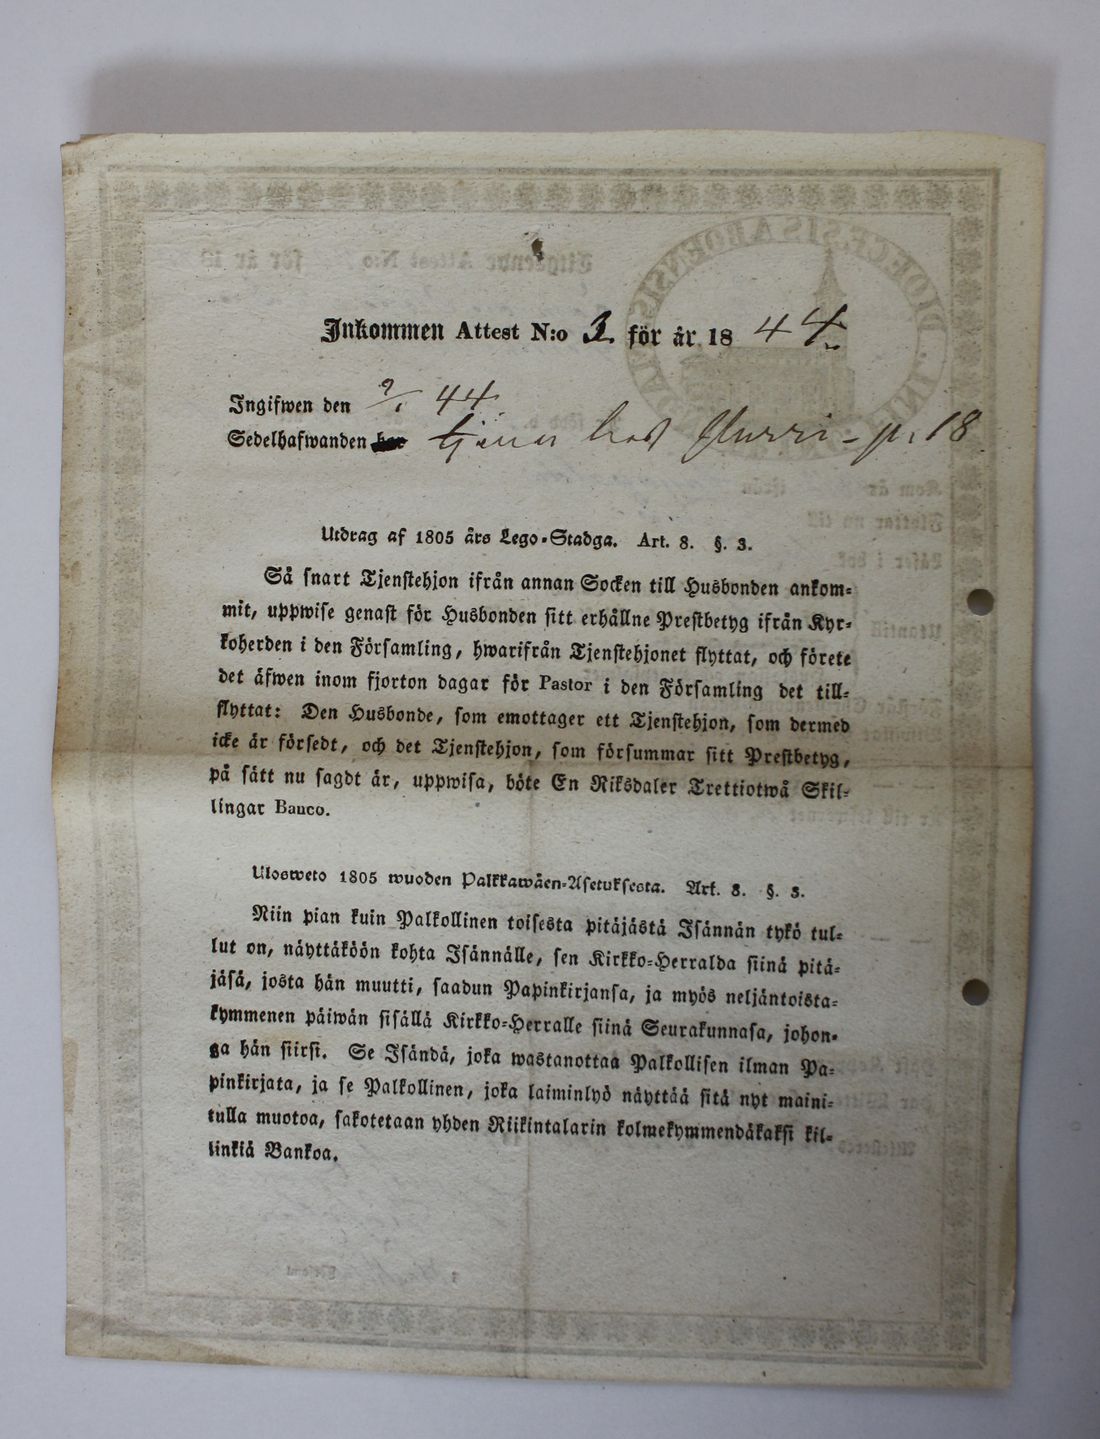 Inkommen Attest N:o 3 för år 1844.
Ingifwen den 9/1 44.
Sedelhafwanden tjenar hos p. 18
Utdrag af 1805 års Lego-Stadga. Art. 8. §. 3.
Så snart Tjenstehjon ifrån annan Socken till Husbonden ankom-
mit, uppwise genast för Husbonden sitt erhållne Prestbetyg ifrån Kyr-
koherden i den Församling, hwarifrån Tjenstehjonet flyttat, och förete
det äfwen inom fjorton dagar för Pastor i den Församling det till-
flyttat: Den Husbonde, som emottager ett Tjenstehjon, som dermed
icke är försedt, och det Tjenstehjon, som försummar sitt Prestbetyg,
på sätt nu sagdt är, uppwisa, böte En Riksdaler Trettiotwå Skil-
lingar Banco.
Ulosweto 1805 wuoden Palkkawäen-Asetuksesta. Art. 8. §. 3.
Niin pian kuin Palkollinen toisesta pitäjästä Isännän tykö tul-
lut on, näyttäköön kohta Isännälle, sen Kirkko-Herralda siinä pitä-
jäsä, josta hän muutti, saadun Papinkirjansa, ja myös neljäntoista-
kymmenen päiwän sisällä Kirkko-Herralle siinä Seurakunnasa, johon-
ga hän siirsi. Se Isändä, joka wastanottaa Palkollisen ilman Pa-
pinkirjata, ja se Palkollinen, joka laiminlyö näyttää sitä nyt maini-
tulla muotoa, sakotetaan yhden Riikintalarin kolmekymmendäkaksi kil-
linkiä Bankoa.